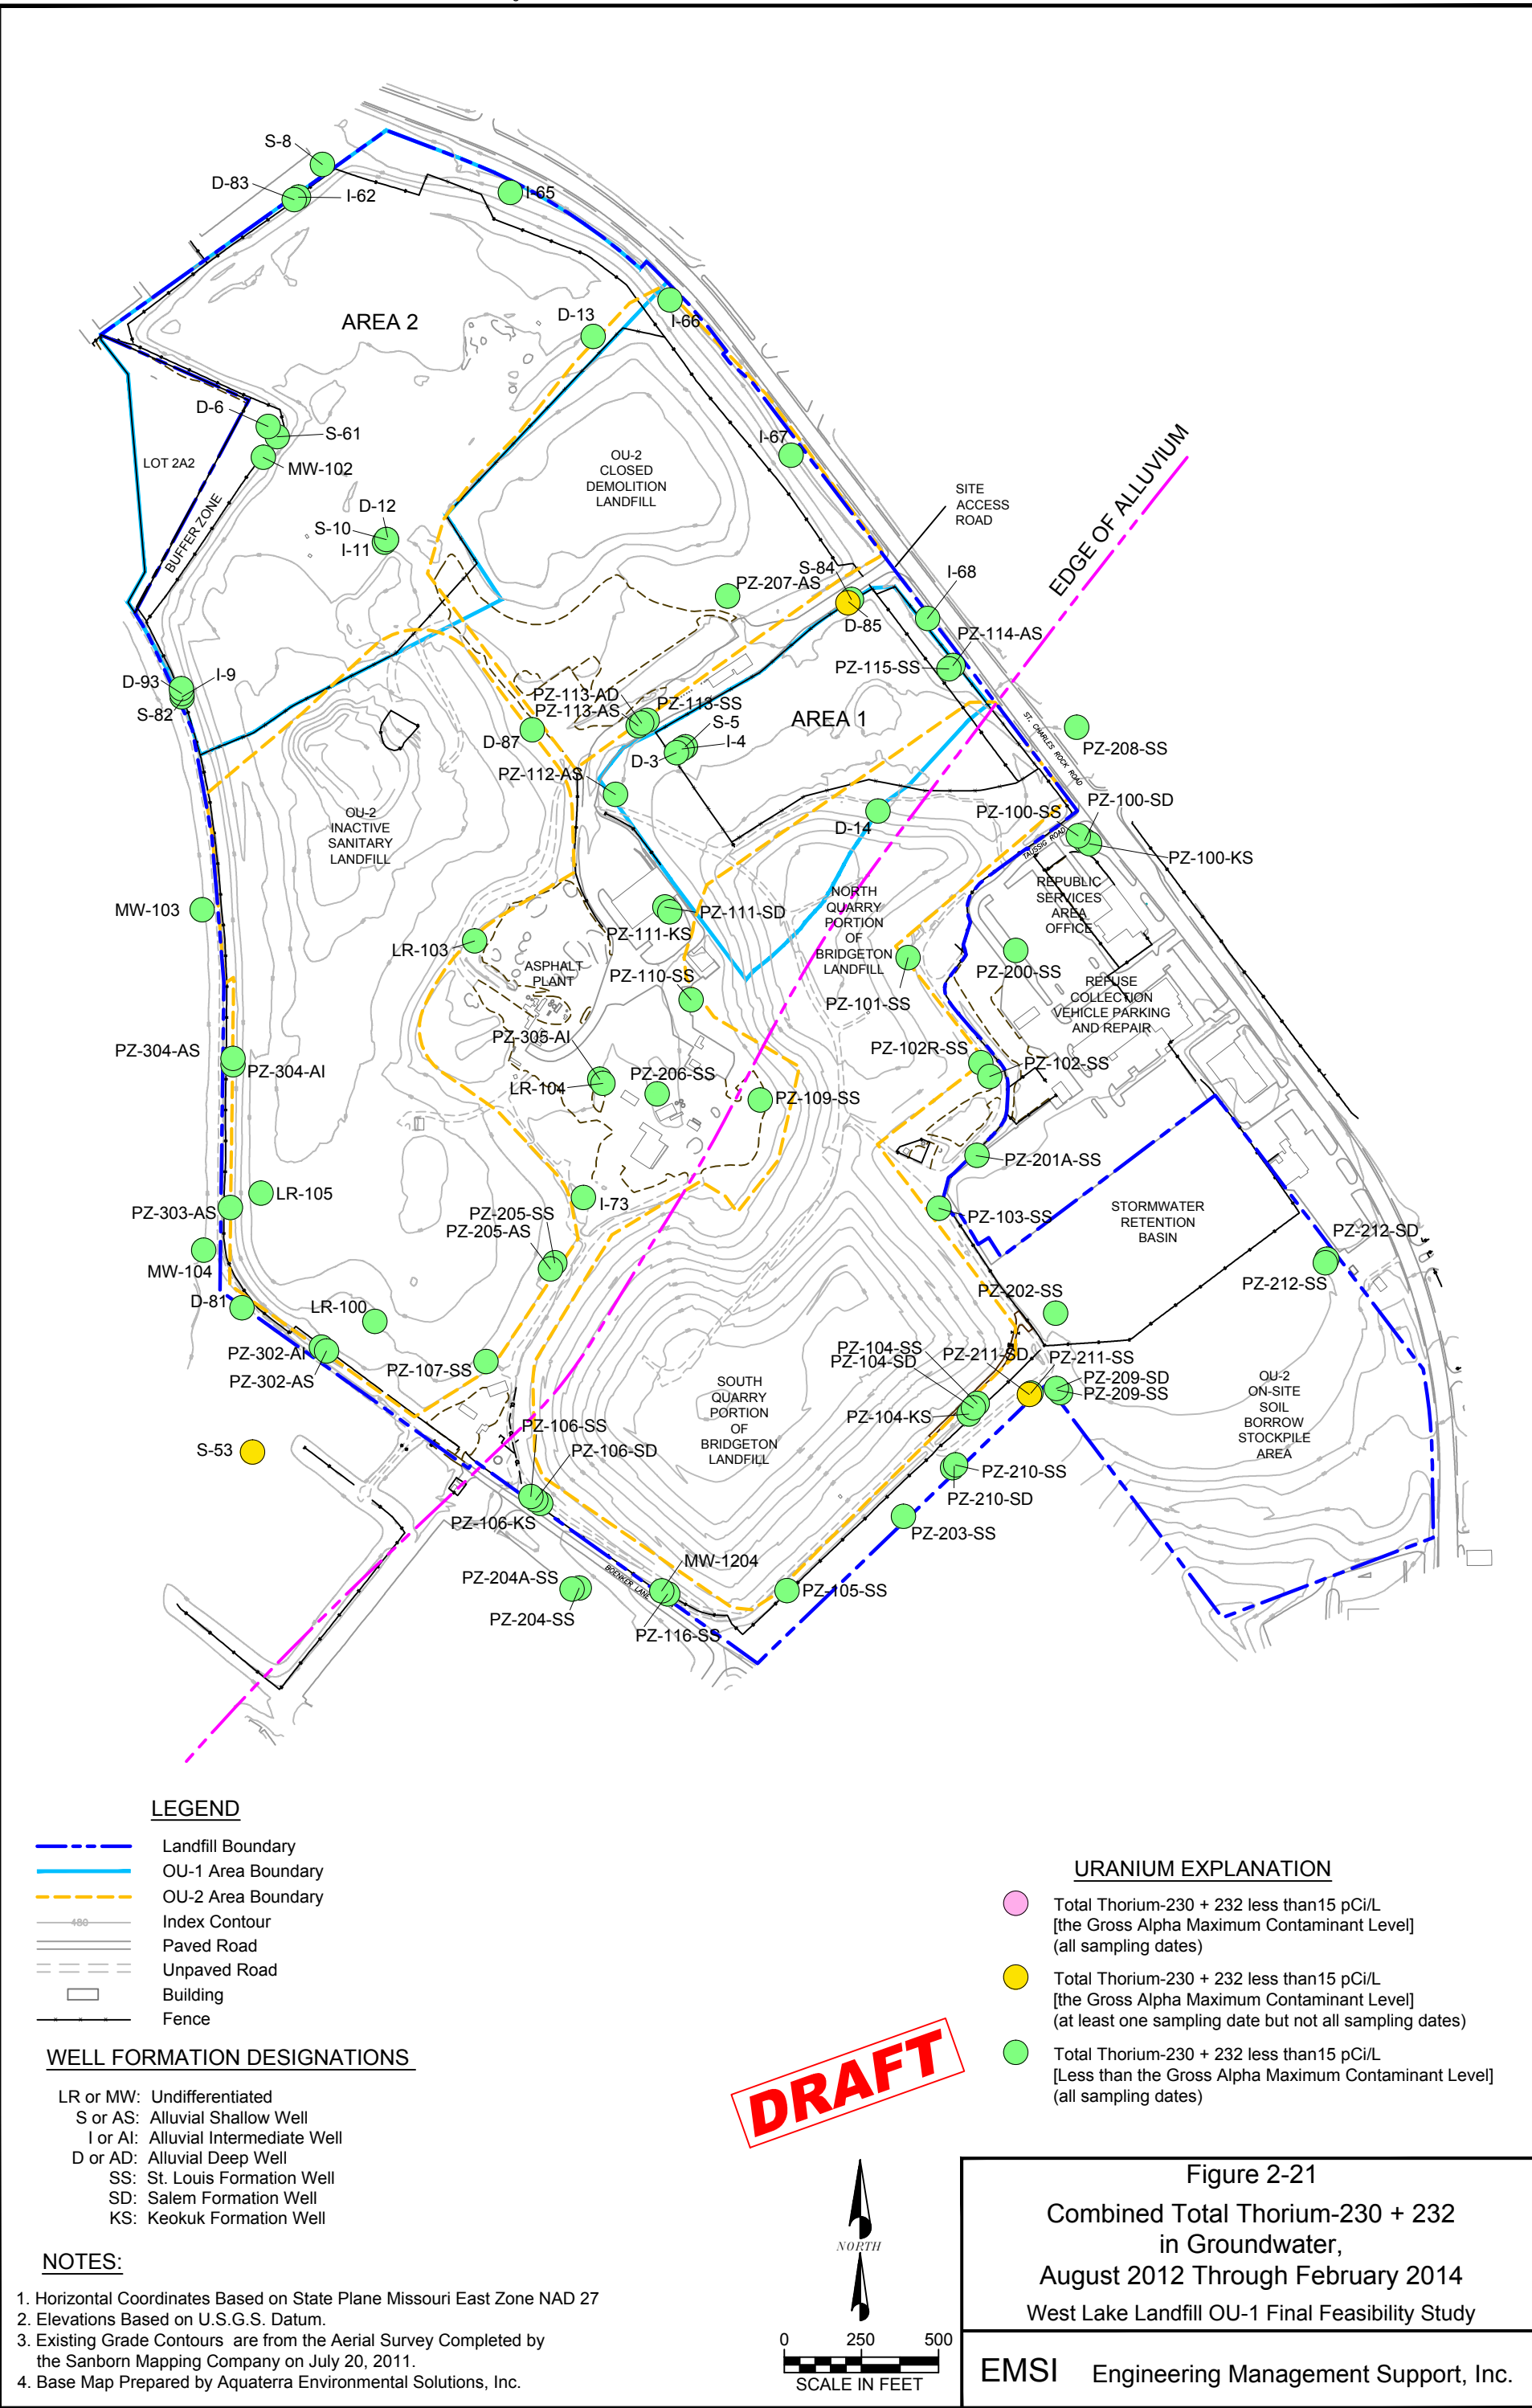 S-8
D-83
I-62
I-65
AREA 2
D-13
I-66
D-6
S-61
LOT 2A2
MW-102
BUFFER ZONE
D-12
S-10
I-11
OU-2
CLOSED
DEMOLITION
LANDFILL
I-67
SITE
ACCESS
ROAD
EDGE OF ALLUVIUM
S-84
I-68
PZ-207-AS
D-85
PZ-114-AS
PZ-115-SS
D-93
I-9
S-82
PZ-113-AD
PZ-113-AS
PZ-113-SS
S-5
I-4
D-3
AREA 1
D-87
PZ-112-AS
ST. CHARLES ROCK ROAD
PZ-208-SS
OU-2
INACTIVE
SANITARY
LANDFILL
D-14
PZ-100-SS
PZ-100-SD
TAUSSIG ROAD
PZ-100-KS
MW-103
LR-103
PZ-111-SD
PZ-111-KS
NORTH
QUARRY
PORTION
OF
BRIDGETON
LANDFILL
REPUBLIC
SERVICES
AREA
OFFICE
ASPHALT
PLANT
PZ-110-SS
PZ-101-SS
PZ-200-SS
REFUSE
COLLECTION
VEHICLE PARKING
AND REPAIR
PZ-304-AS
PZ-304-AI
PZ-305-AI
LR-104
PZ-206-SS
PZ-109-SS
PZ-102R-SS
PZ-102-SS
PZ-201A-SS
LR-105
PZ-303-AS
I-73
PZ-205-SS
PZ-205-AS
PZ-103-SS
STORMWATER
RETENTION
BASIN
PZ-212-SD
PZ-212-SS
MW-104
D-81
LR-100
PZ-202-SS
PZ-302-AI
PZ-302-AS
PZ-107-SS
PZ-104-SS
PZ-104-SD
PZ-211-SD
PZ-211-SS
PZ-209-SD
PZ-209-SS
PZ-104-KS
SOUTH
QUARRY
PORTION
OF
BRIDGETON
LANDFILL
OU-2
ON-SITE
SOIL
BORROW
STOCKPILE
AREA
S-53
PZ-106-SS
PZ-106-SD
PZ-106-KS
PZ-210-SS
PZ-210-SD
PZ-203-SS
MW-1204
PZ-204A-SS
PZ-204-SS
BOENKER LANE
PZ-116-SS
PZ-105-SS
LEGEND
Landfill Boundary
OU-1 Area Boundary
OU-2 Area Boundary
480
Index Contour
Paved Road
Unpaved Road
Building
Fence
WELL FORMATION DESIGNATIONS
LR or MW: Undifferentiated
S or AS: Alluvial Shallow Well
I or AI: Alluvial Intermediate Well
D or AD: Alluvial Deep Well
SS: St. Louis Formation Well
SD: Salem Formation Well
KS: Keokuk Formation Well
NOTES:
1. Horizontal Coordinates Based on State Plane Missouri East Zone NAD 27
2. Elevations Based on U.S.G.S. Datum.
3. Existing Grade Contours are from the Aerial Survey Completed by
the Sanborn Mapping Company on July 20, 2011.
4. Base Map Prepared by Aquaterra Environmental Solutions, Inc.
URANIUM EXPLANATION
Total Thorium-230 + 232 less than15 pCi/L
[the Gross Alpha Maximum Contaminant Level]
(all sampling dates)
Total Thorium-230 + 232 less than15 pCi/L
[the Gross Alpha Maximum Contaminant Level]
(at least one sampling date but not all sampling dates)
Total Thorium-230 + 232 less than15 pCi/L
[Less than the Gross Alpha Maximum Contaminant Level]
(all sampling dates)
DRAFT
NORTH
0 250 500
SCALE IN FEET
Figure 2-21
Combined Total Thorium-230 + 232
in Groundwater,
August 2012 Through February 2014
West Lake Landfill OU-1 Final Feasibility Study
EMSI Engineering Management Support, Inc.